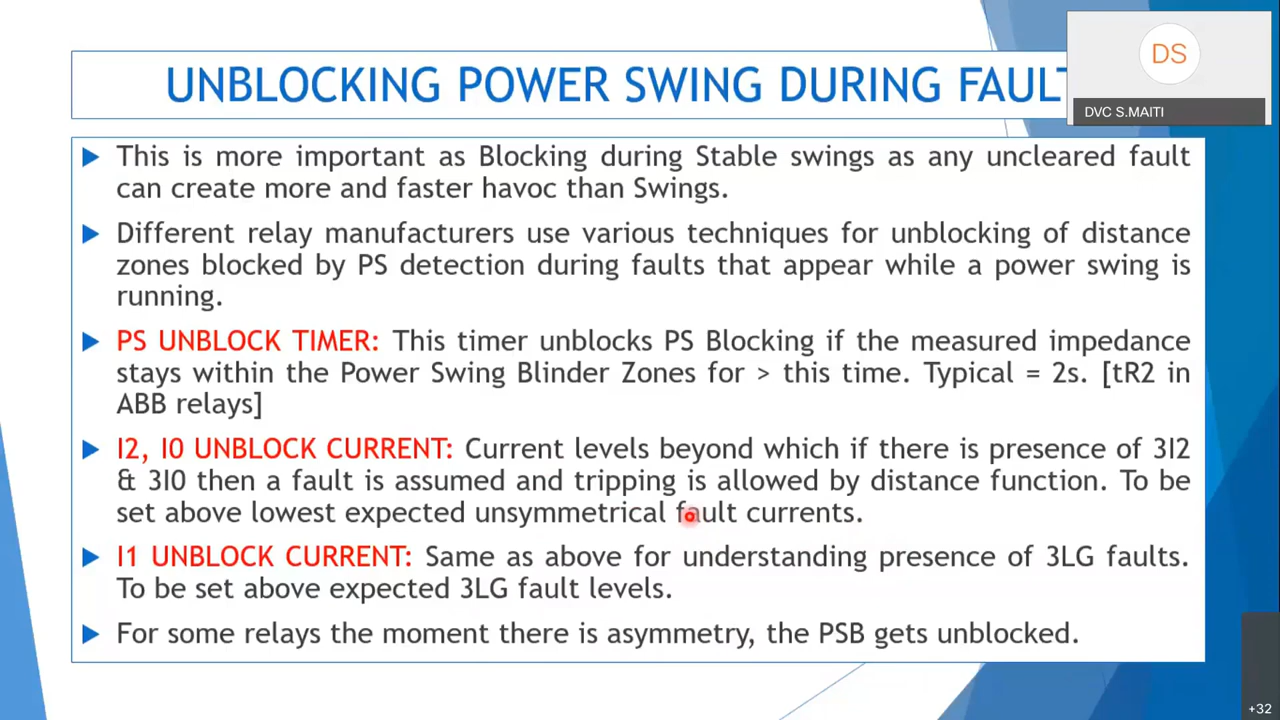 UNBLOCKING POWER SWING DURING FAULT
DS
DVC S.MAITI
This is more important as Blocking during Stable swings as any uncleared fault
can create more and faster havoc than Swings.
Different relay manufacturers use various techniques for unblocking of distance
zones blocked by PS detection during faults that appear while a power swing is
running.
PS UNBLOCK TIMER: This timer unblocks PS Blocking if the measured impedance
stays within the Power Swing Blinder Zones for > this time. Typical = 2s. [tR2 in
ABB relays]
I2, I0 UNBLOCK CURRENT: Current levels beyond which if there is presence of 3I2
& 3I0 then a fault is assumed and tripping is allowed by distance function. To be
set above lowest expected unsymmetrical fault currents.
I1 UNBLOCK CURRENT: Same as above for understanding presence of 3LG faults.
To be set above expected 3LG fault levels.
For some relays the moment there is asymmetry, the PSB gets unblocked.
+32